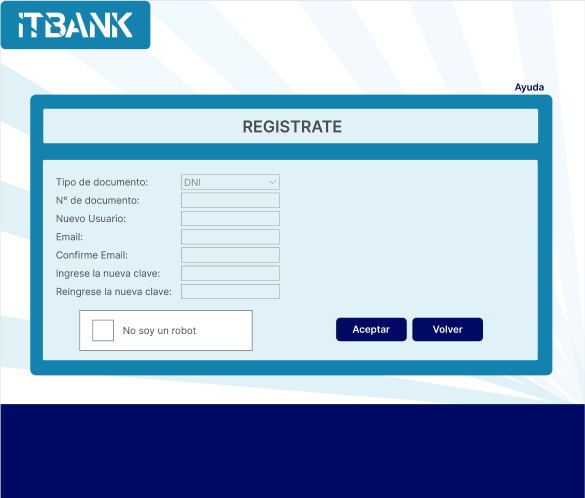 ITBANK
Ayuda
REGISTRATE
Tipo de documento: DNI
N° de documento:
Nuevo Usuario:
Email:
Confirme Email:
Ingrese la nueva clave:
Reingrese la nueva clave:
No soy un robot
Aceptar Volver